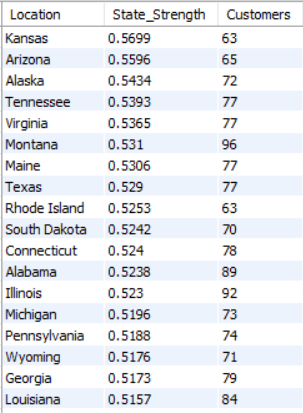 Location State_Strength Customers
Kansas 0.5699 63
Arizona 0.5596 65
Alaska 0.5434 72
Tennessee 0.5393 77
Virginia 0.5365 77
Montana 0.531 96
Maine 0.5306 77
Texas 0.529 77
Rhode Island 0.5253 63
South Dakota 0.5242 70
Connecticut 0.524 78
Alabama 0.5238 89
Illinois 0.523 92
Michigan 0.5196 73
Pennsylvania 0.5188 74
Wyoming 0.5176 71
Georgia 0.5173 79
Louisiana 0.5157 84